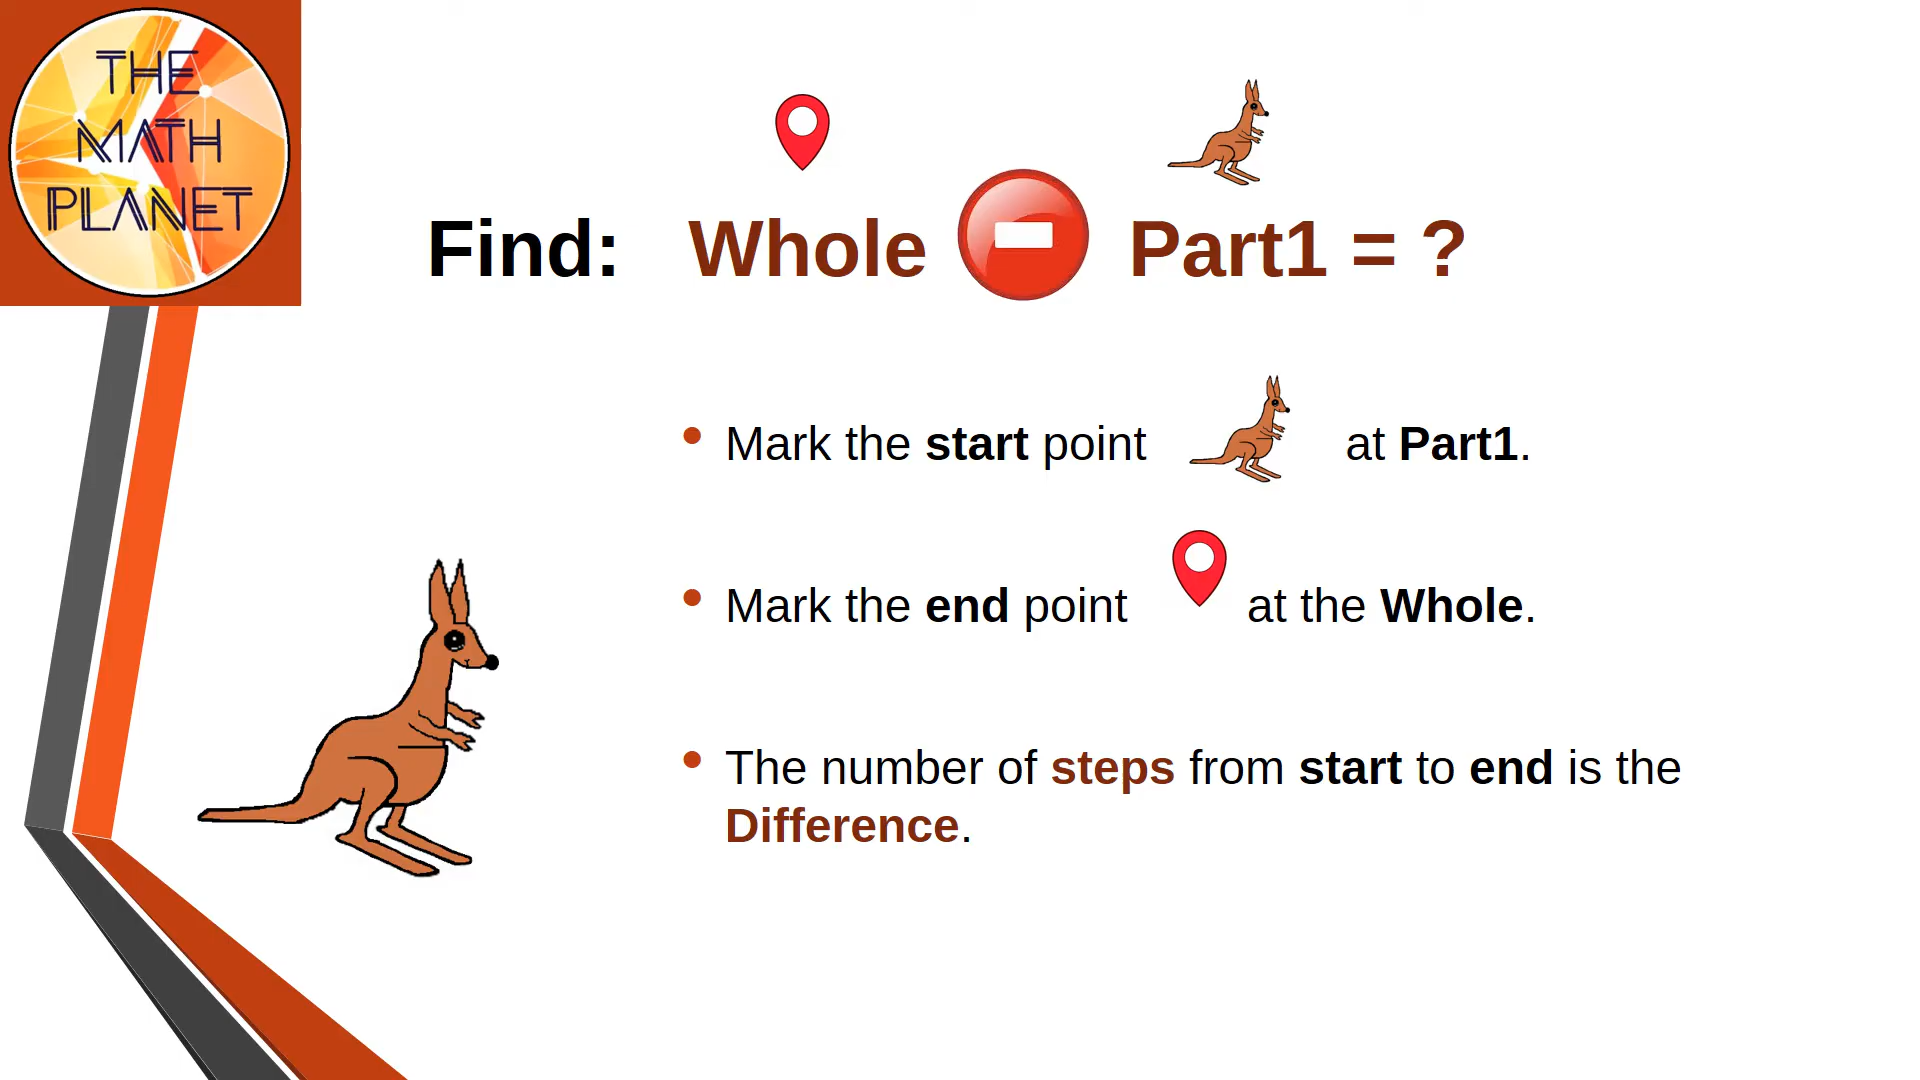 THE
MATH
PLANET
Find: Whole - Part1 = ?
• Mark the start point at Part1.
• Mark the end point at the Whole.
• The number of steps from start to end is the
Difference.